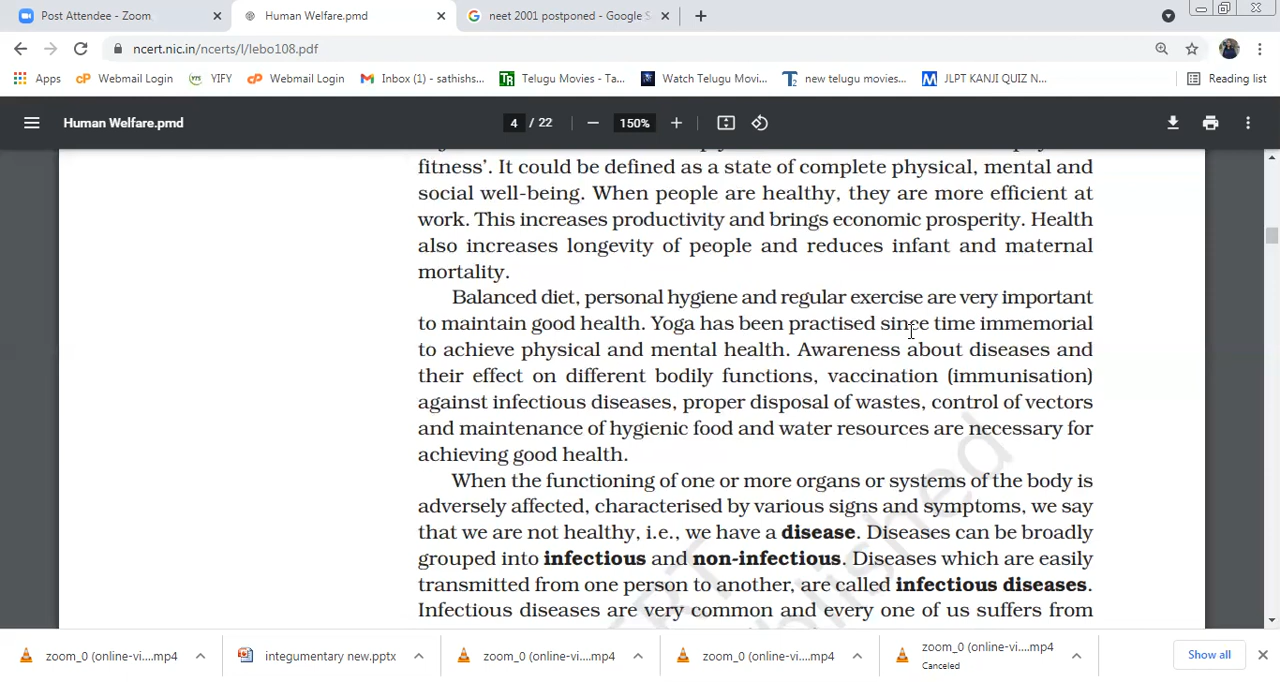 Post Attendee - Zoom
Human Welfare.pmd
neet 2001 postponed - Google S
ncert.nic.in/ncerts/l/lebo108.pdf
Apps
Webmail Login
YIFY
Webmail Login
Inbox (1) - sathishs...
Telugu Movies - Ta...
Watch Telugu Movi...
new telugu movies...
JLPT KANJI QUIZ N...
Reading list
Human Welfare.pmd
4 / 22
150%
fitness'. It could be defined as a state of complete physical, mental and
social well-being. When people are healthy, they are more efficient at
work. This increases productivity and brings economic prosperity. Health
also increases longevity of people and reduces infant and maternal
mortality.
Balanced diet, personal hygiene and regular exercise are very important
to maintain good health. Yoga has been practised since time immemorial
to achieve physical and mental health. Awareness about diseases and
their effect on different bodily functions, vaccination (immunisation)
against infectious diseases, proper disposal of wastes, control of vectors
and maintenance of hygienic food and water resources are necessary for
achieving good health.
When the functioning of one or more organs or systems of the body is
adversely affected, characterised by various signs and symptoms, we say
that we are not healthy, i.e., we have a disease. Diseases can be broadly
grouped into infectious and non-infectious. Diseases which are easily
transmitted from one person to another, are called infectious diseases.
Infectious diseases are very common and every one of us suffers from
zoom_0 (online-vi....mp4
integumentary new.pptx
zoom_0 (online-vi....mp4
zoom_0 (online-vi....mp4
zoom_0 (online-vi....mp4
Canceled
Show all